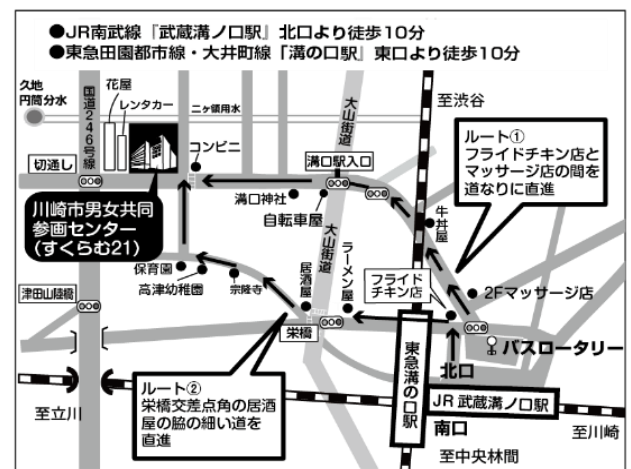 ●JR南武線『武蔵溝ノ口駅』北口より徒歩10分
●東急田園都市線・大井町線「溝の口駅」東口より徒歩10分
久地
円筒分水
国道246号線
花屋
レンタカー
二ヶ領用水
大山街道
至渋谷
ルート①
フライドチキン店と
マッサージ店の間を
道なりに直進
コンビニ
切通し
溝口駅入口
川崎市男女共同
参画センター
(すくらむ21)
溝口神社
自転車屋
牛丼屋
大山街道
ラーメン屋
居酒屋
保育園
高津幼稚園
宗隆寺
フライド
チキン店
2Fマッサージ店
津田山陸橋
栄橋
バスロータリー
北口
東急溝の口駅
ルート②
栄橋交差点角の居酒
屋の脇の細い道を
直進
JR 武蔵溝ノ口駅
南口
至立川
至川崎
至中央林間